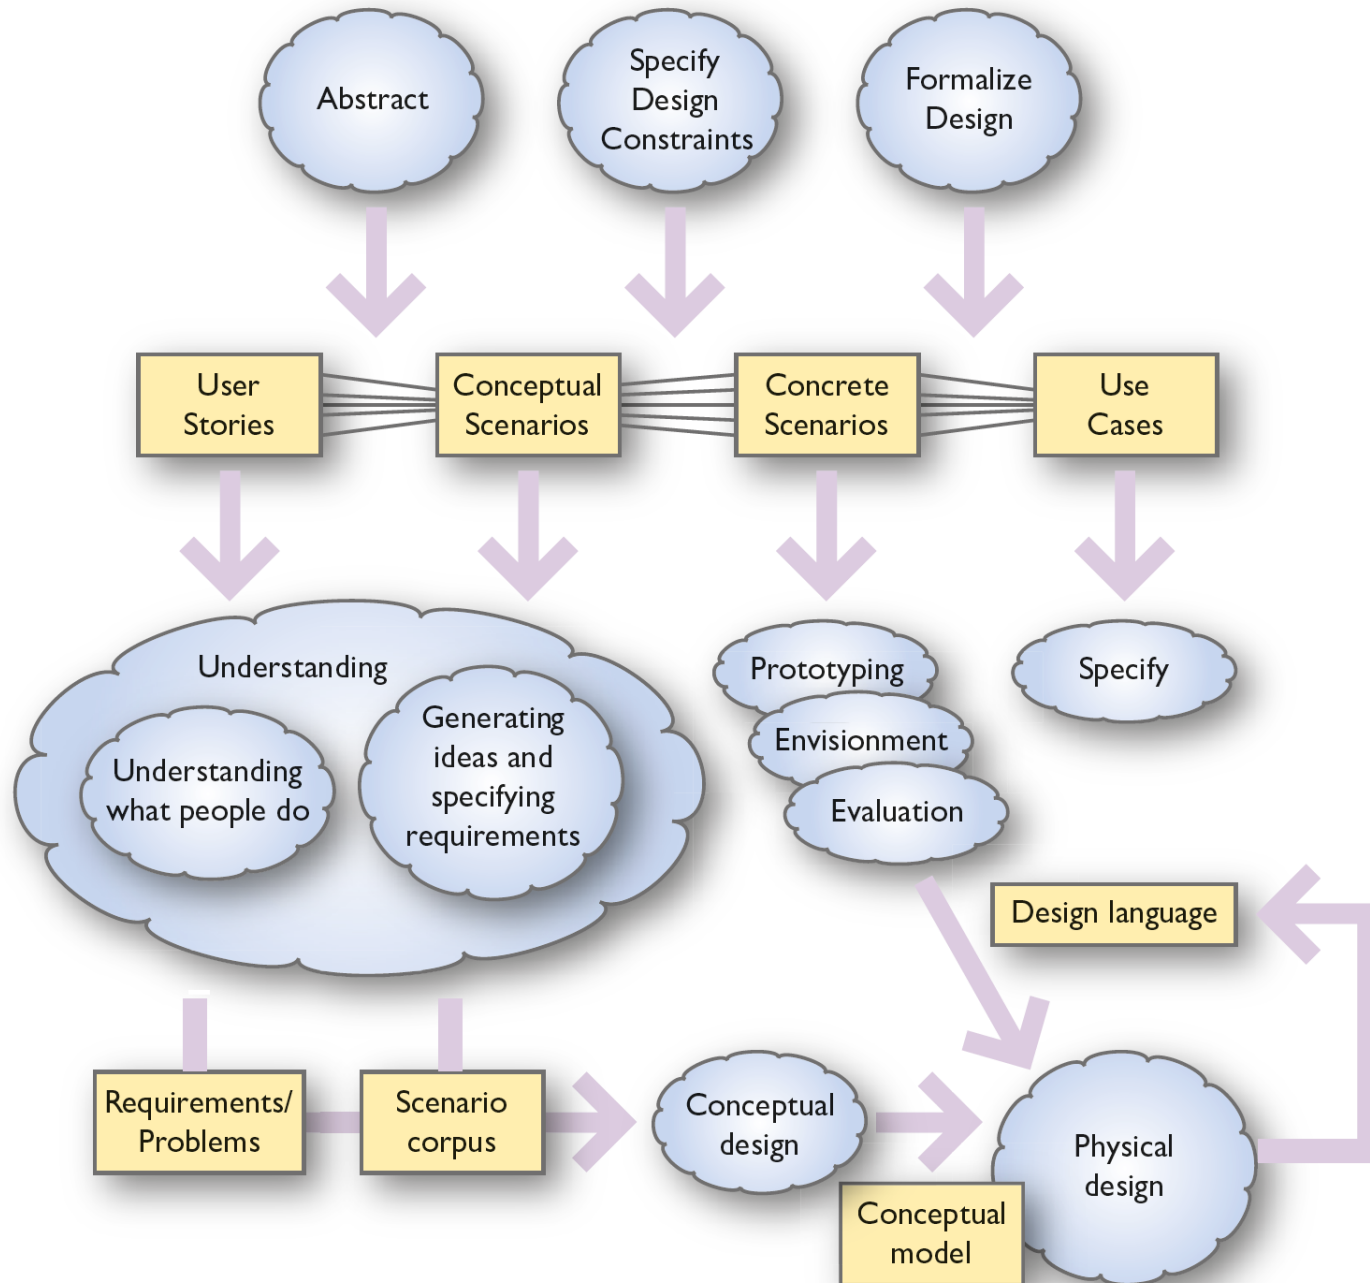 Abstract
Specify
Design
Constraints
Formalize
Design
User
Stories
Conceptual
Scenarios
Concrete
Scenarios
Use
Cases
Understanding
Understanding
what people do
Generating
ideas and
specifying
requirements
Prototyping
Envisionment
Evaluation
Specify
Design language
Requirements/
Problems
Scenario
corpus
Conceptual
design
Physical
design
Conceptual
model